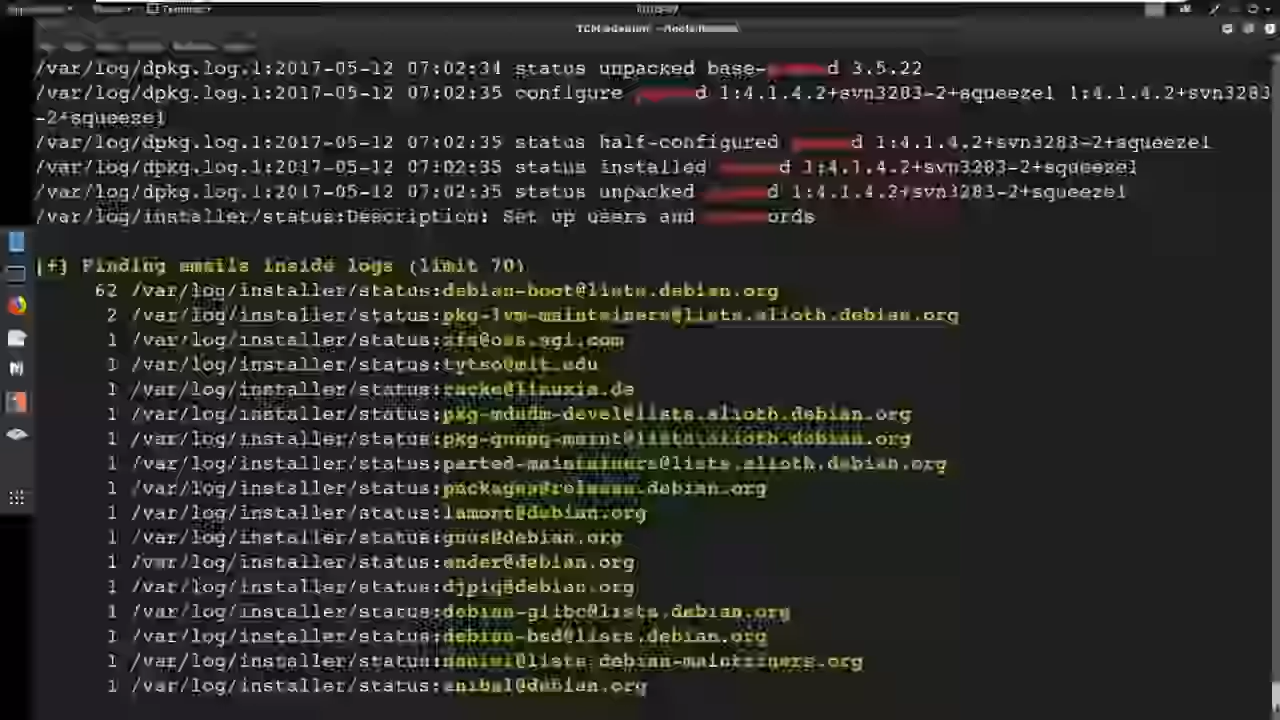 /var/log/dpkg.log.1:2017-05-12 07:02:34 status unpacked base- d 3.5.22
/var/log/dpkg.log.1:2017-05-12 07:02:35 configure d 1:4.1.4.2+svn3283-2+squeeze1 1:4.1.4.2+svn3283
-2+squeeze1
/var/log/dpkg.log.1:2017-05-12 07:02:35 status half-configured d 1:4.1.4.2+svn3283-2+squeeze1
/var/log/dpkg.log.1:2017-05-12 07:02:35 status installed d 1:4.1.4.2+svn3283-2+squeeze1
/var/log/dpkg.log.1:2017-05-12 07:02:35 status unpacked d 1:4.1.4.2+svn3283-2+squeeze1
/var/log/installer/status:Description: Set up users and ords
[+] Finding emails inside logs (limit 70)
62 /var/log/installer/status:debian-boot@lists.debian.org
2 /var/log/installer/status:pkg-lvm-maintainers@lists.alioth.debian.org
1 /var/log/installer/status:xfs@oss.sgi.com
1 /var/log/installer/status:tytso@mit.edu
1 /var/log/installer/status:racke@linuxia.de
1 /var/log/installer/status:pkg-mdadm-devel@lists.alioth.debian.org
1 /var/log/installer/status:pkg-gnupg-maint@lists.alioth.debian.org
1 /var/log/installer/status:parted-maintainers@lists.alioth.debian.org
1 /var/log/installer/status:packages@release.debian.org
1 /var/log/installer/status:lamont@debian.org
1 /var/log/installer/status:guus@debian.org
1 /var/log/installer/status:ender@debian.org
1 /var/log/installer/status:djpig@debian.org
1 /var/log/installer/status:debian-glibc@lists.debian.org
1 /var/log/installer/status:debian-bsd@lists.debian.org
1 /var/log/installer/status:
1 /var/log/installer/status:anibal@debian.org